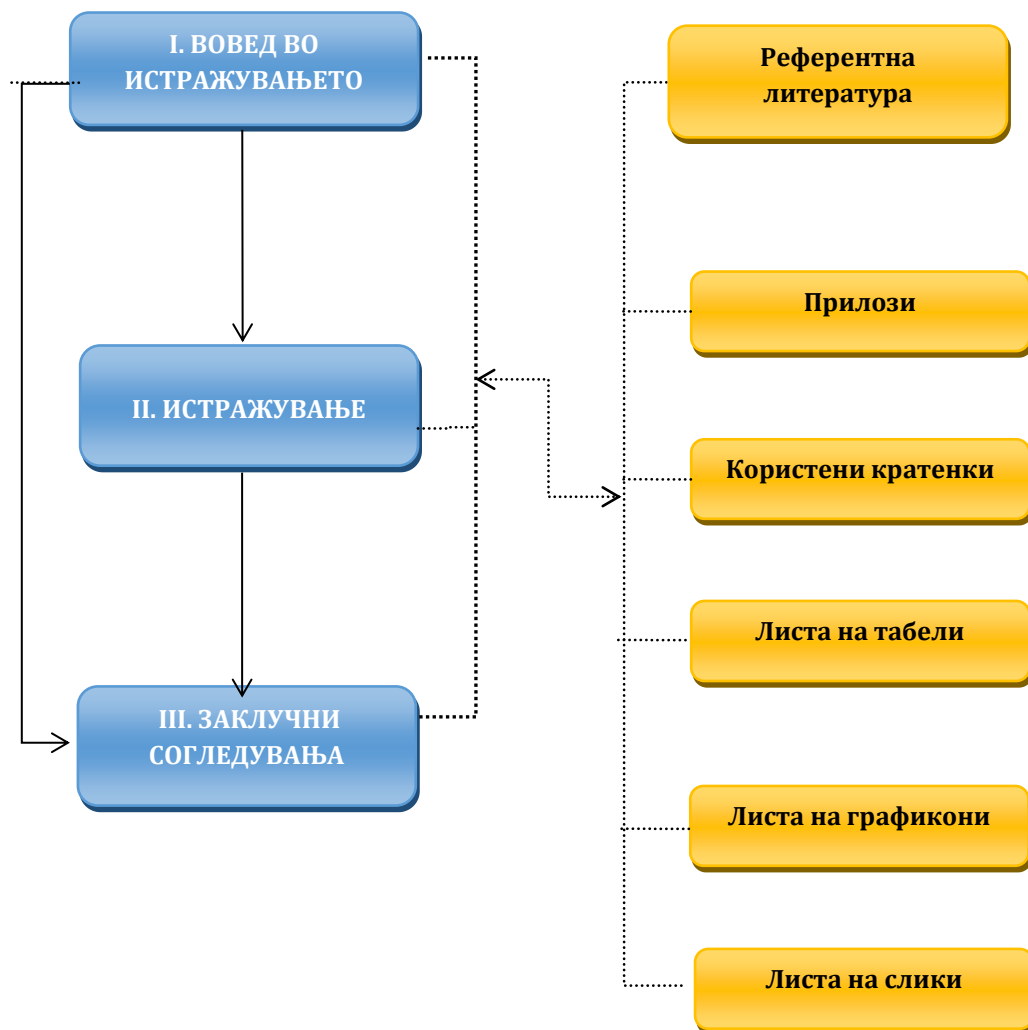 I. ВОВЕД ВО
ИСТРАЖУВАЊЕТО
II. ИСТРАЖУВАЊЕ
III. ЗАКЛУЧНИ
СОГЛЕДУВАЊА
Референтна
литература
Прилози
Користени кратенки
Листа на табели
Листа на графикони
Листа на слики